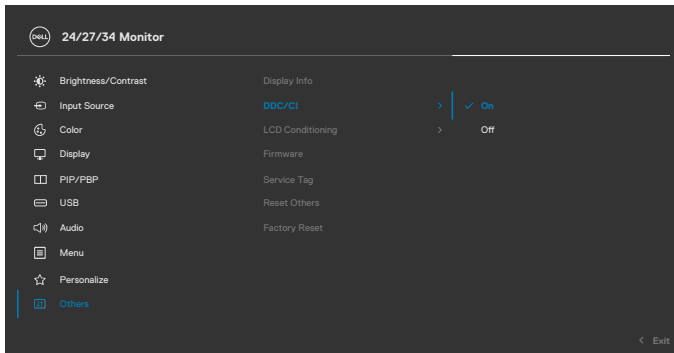 DELL 24/27/34 Monitor
Brightness/Contrast Display Info
Input Source DDC/CI > ✓ On
Color LCD Conditioning > Off
Display Firmware
PIP/PBP Service Tag
USB Reset Others
Audio Factory Reset
Menu
Personalize
Others
< Exit